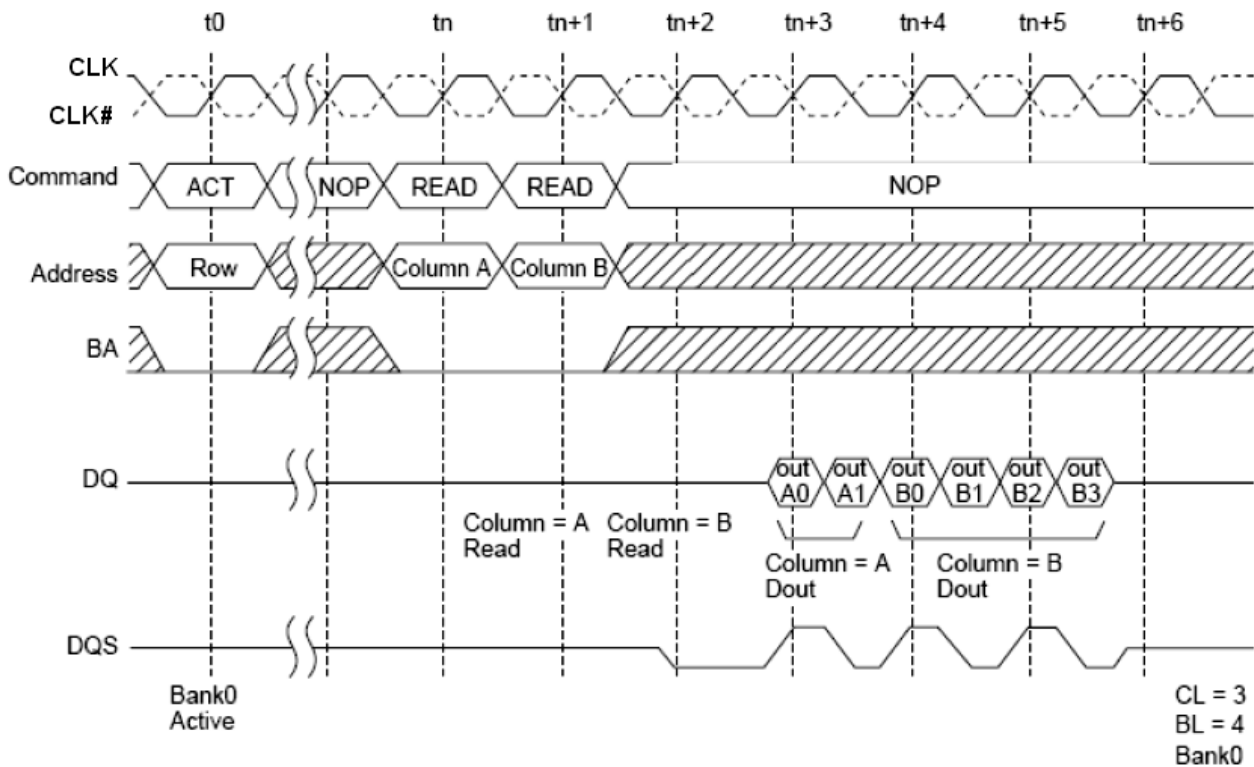 t0 tn tn+1 tn+2 tn+3 tn+4 tn+5 tn+6
CLK
CLK#
Command ACT NOP READ READ NOP
Address Row Column A Column B
BA
DQ out A0 out A1 out B0 out B1 out B2 out B3
Column = A Read
Column = B Read
Column = A Dout
Column = B Dout
DQS
Bank0
Active
CL = 3
BL = 4
Bank0